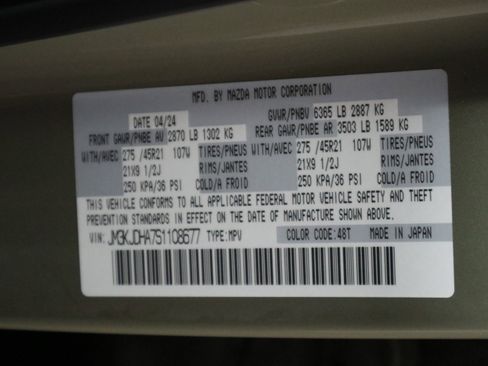 MFD. BY MAZDA MOTOR CORPORATION
DATE 04/24 GVWR/PNBV 6365 LB 2887 KG
FRONT GAWR/PNBE AV 2870 LB 1302 KG REAR GAWR/PNBE AR 3503 LB 1589 KG
WITH/AVEC 275 /45R21 107W TIRES/PNEUS WITH/AVEC 275 /45R21 107W TIRES/PNEUS
21X9 1/2J RIMS/JANTES 21X9 1/2J RIMS/JANTES
250 KPA/36 PSI COLD/A FROID 250 KPA/36 PSI COLD/A FROID
THIS VEHICLE CONFORMS TO ALL APPLICABLE FEDERAL MOTOR VEHICLE SAFETY AND THEFT
PREVENTION STANDARDS IN EFFECT ON THE DATE OF MANUFACTURE SHOWN ABOVE.
VIN: JM3KJDHA7S1108677 TYPE:MPV COLOR CODE:48T MADE IN JAPAN